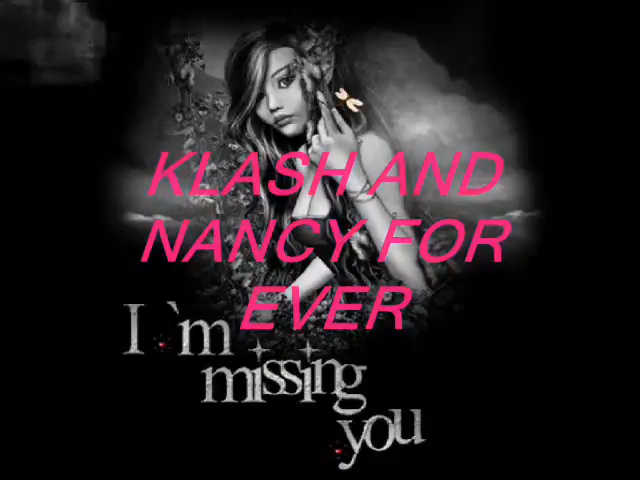 KLASH AND
NANCY FOR
EVER
I `m
missing
you